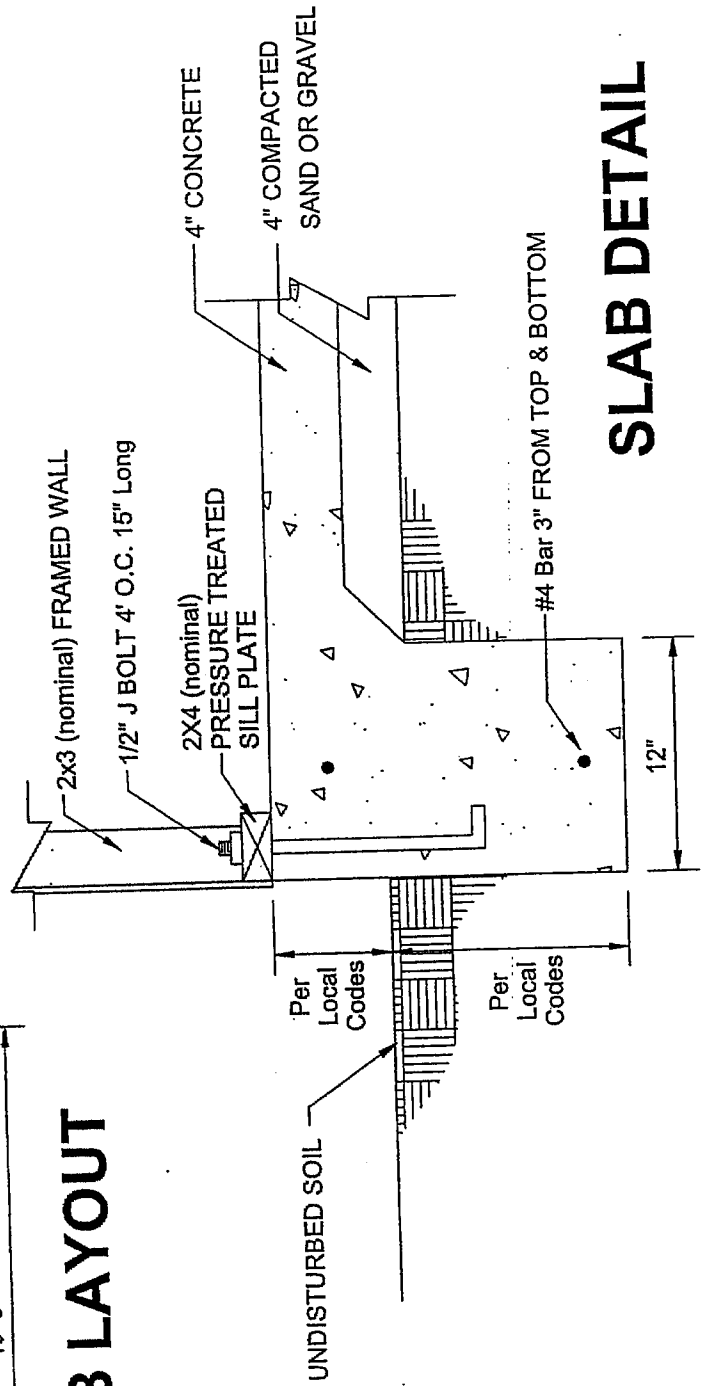 2x3 (nominal) FRAMED WALL
1/2" J BOLT 4' O.C. 15" Long
2X4 (nominal)
PRESSURE TREATED
SILL PLATE
4" CONCRETE
4" COMPACTED
SAND OR GRAVEL
Per
Local
Codes
UNDISTURBED SOIL
Per
Local
Codes
#4 Bar 3" FROM TOP & BOTTOM
12"
LAYOUT
SLAB DETAIL